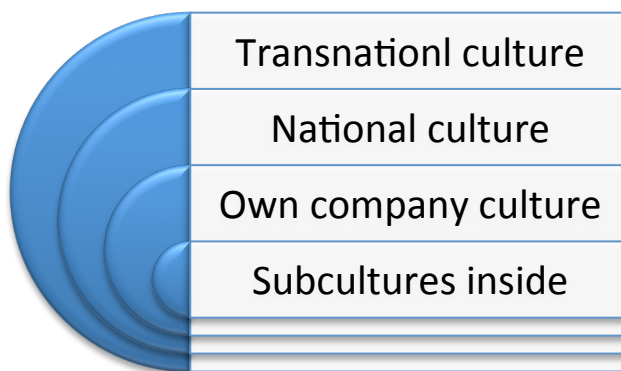 Transnationl culture
National culture
Own company culture
Subcultures inside